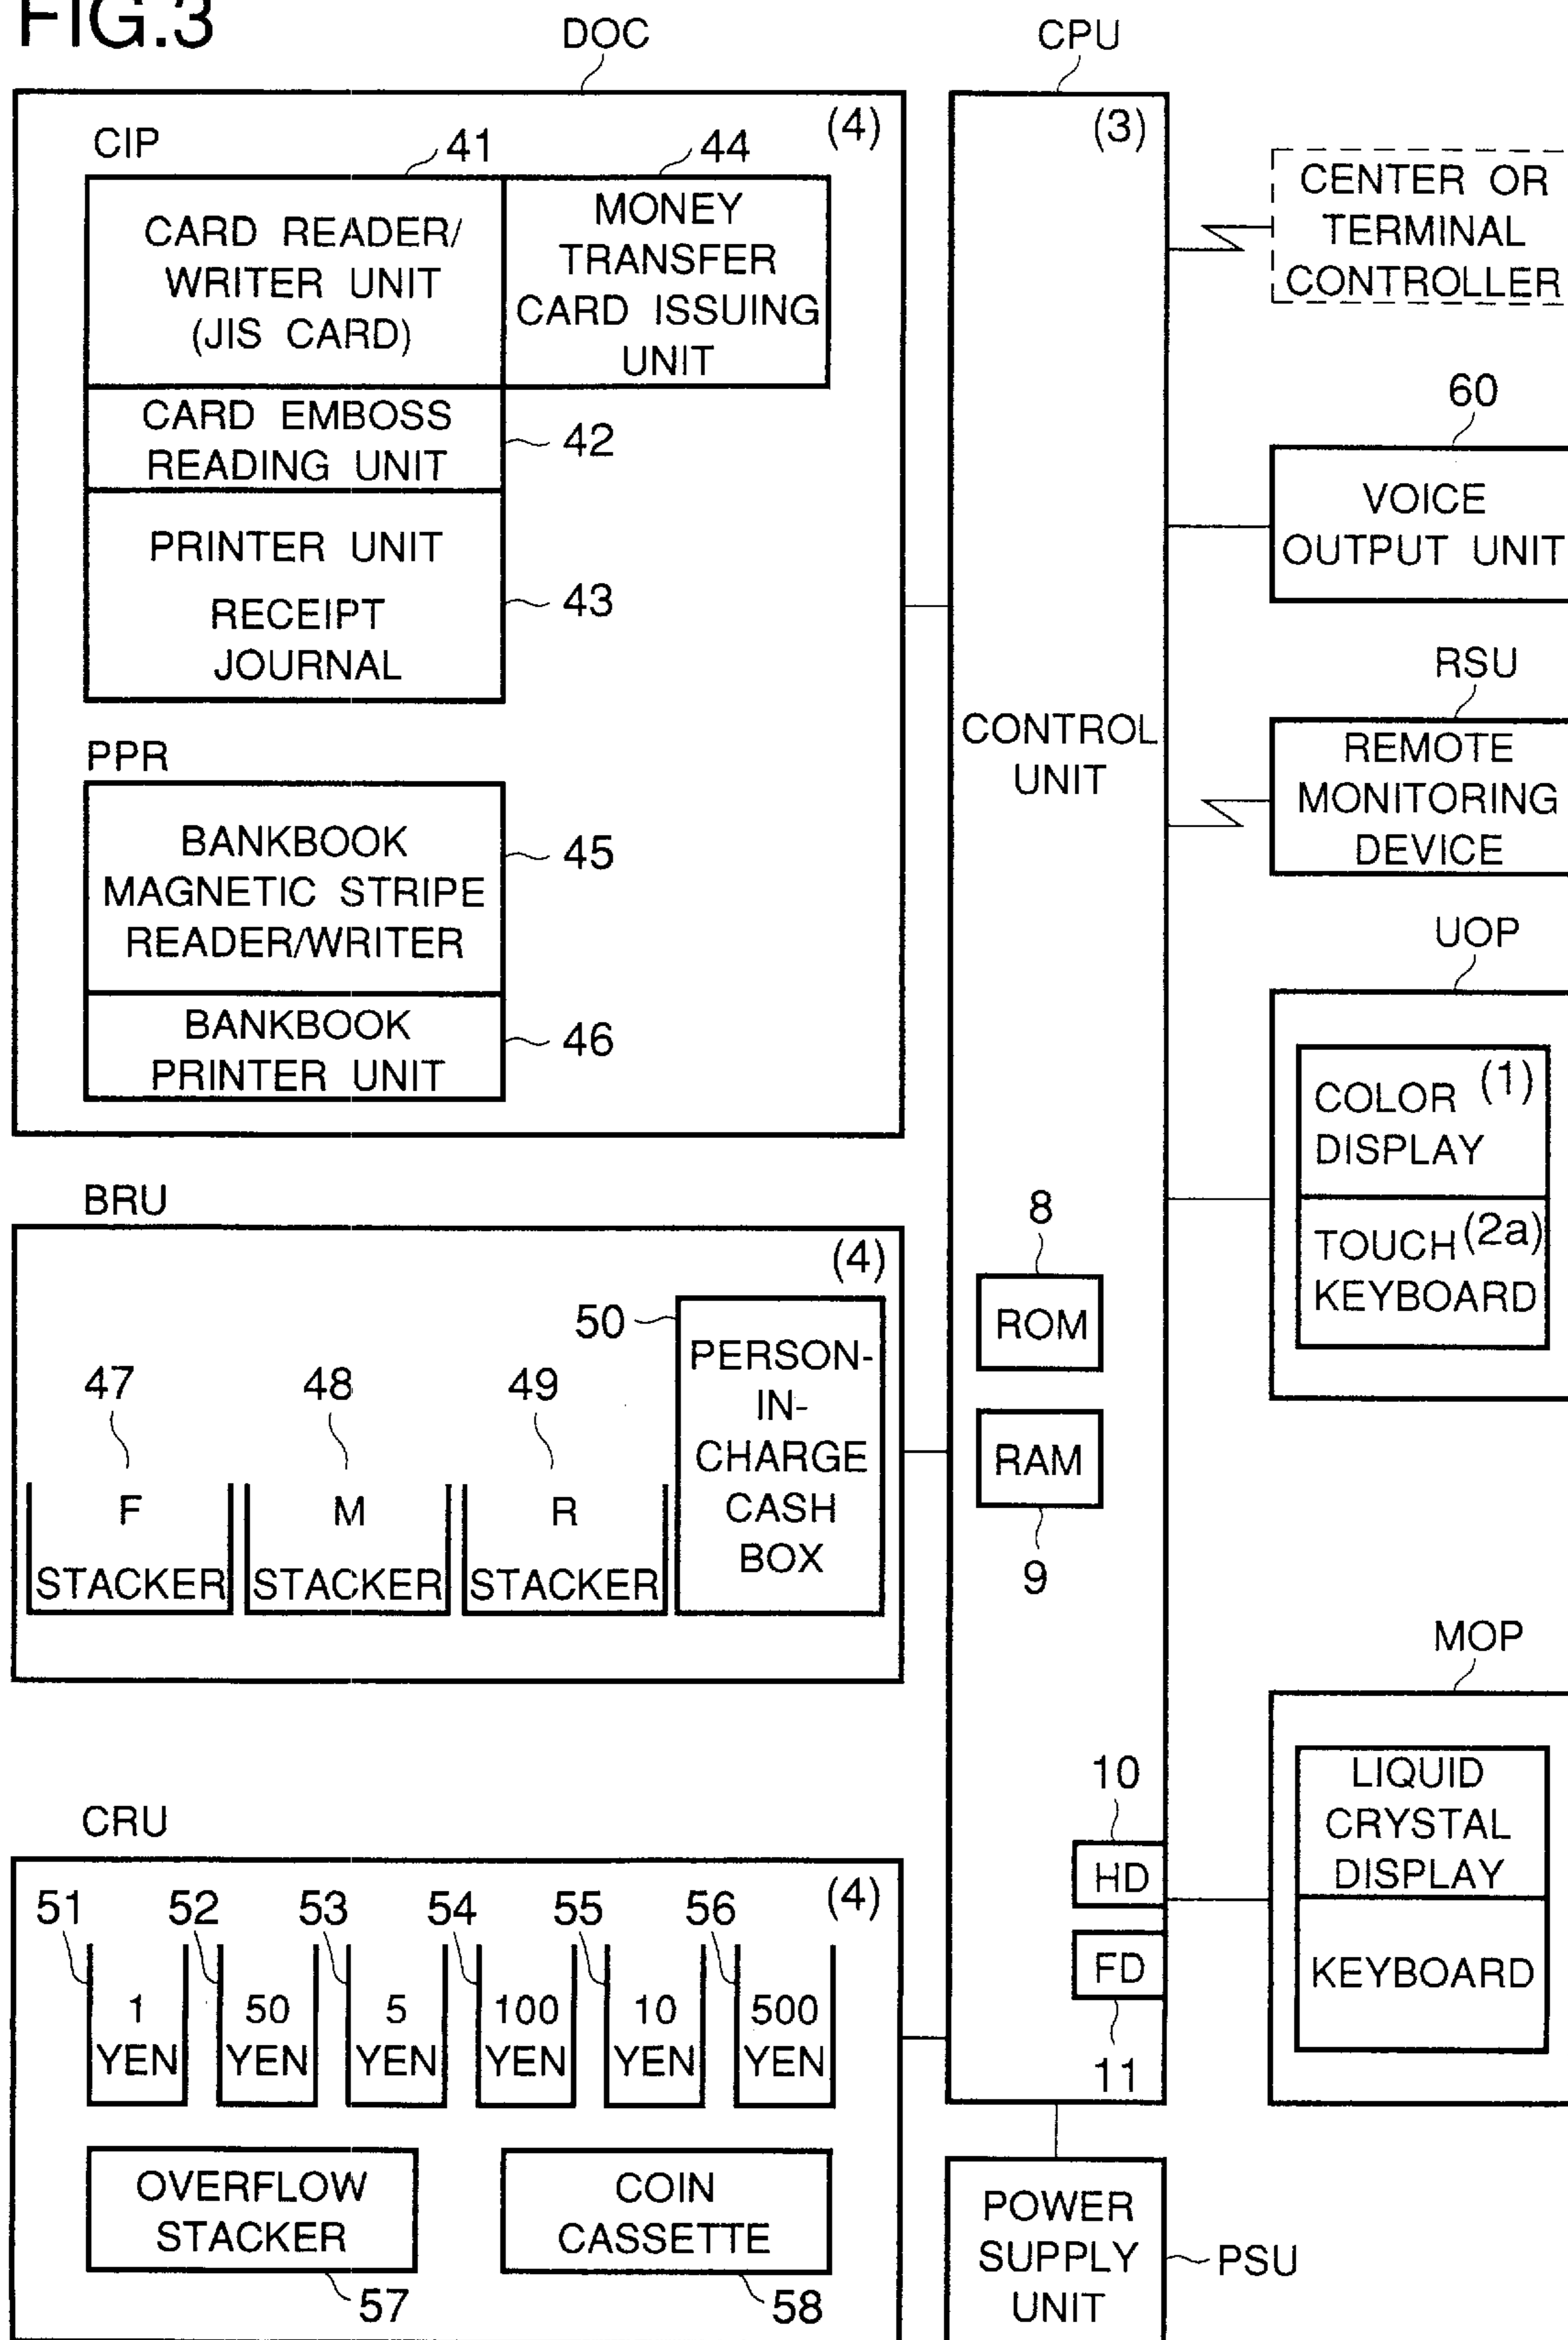 FIG.3
DOC
(4)
CIP
41
44
CARD READER/
WRITER UNIT
(JIS CARD)
MONEY
TRANSFER
CARD ISSUING
UNIT
CARD EMBOSS
READING UNIT
42
PRINTER UNIT
RECEIPT
JOURNAL
43
PPR
BANKBOOK
MAGNETIC STRIPE
READER/WRITER
45
BANKBOOK
PRINTER UNIT
46
BRU
(4)
47
48
49
50
F
STACKER
M
STACKER
R
STACKER
PERSON-
IN-
CHARGE
CASH
BOX
CRU
(4)
51
52
53
54
55
56
1
YEN
50
YEN
5
YEN
100
YEN
10
YEN
500
YEN
OVERFLOW
STACKER
57
COIN
CASSETTE
58
CPU
(3)
CONTROL
UNIT
8
ROM
RAM
9
10
HD
FD
11
POWER
SUPPLY
UNIT
PSU
CENTER OR
TERMINAL
CONTROLLER
60
VOICE
OUTPUT UNIT
RSU
REMOTE
MONITORING
DEVICE
UOP
COLOR (1)
DISPLAY
TOUCH (2a)
KEYBOARD
MOP
LIQUID
CRYSTAL
DISPLAY
KEYBOARD